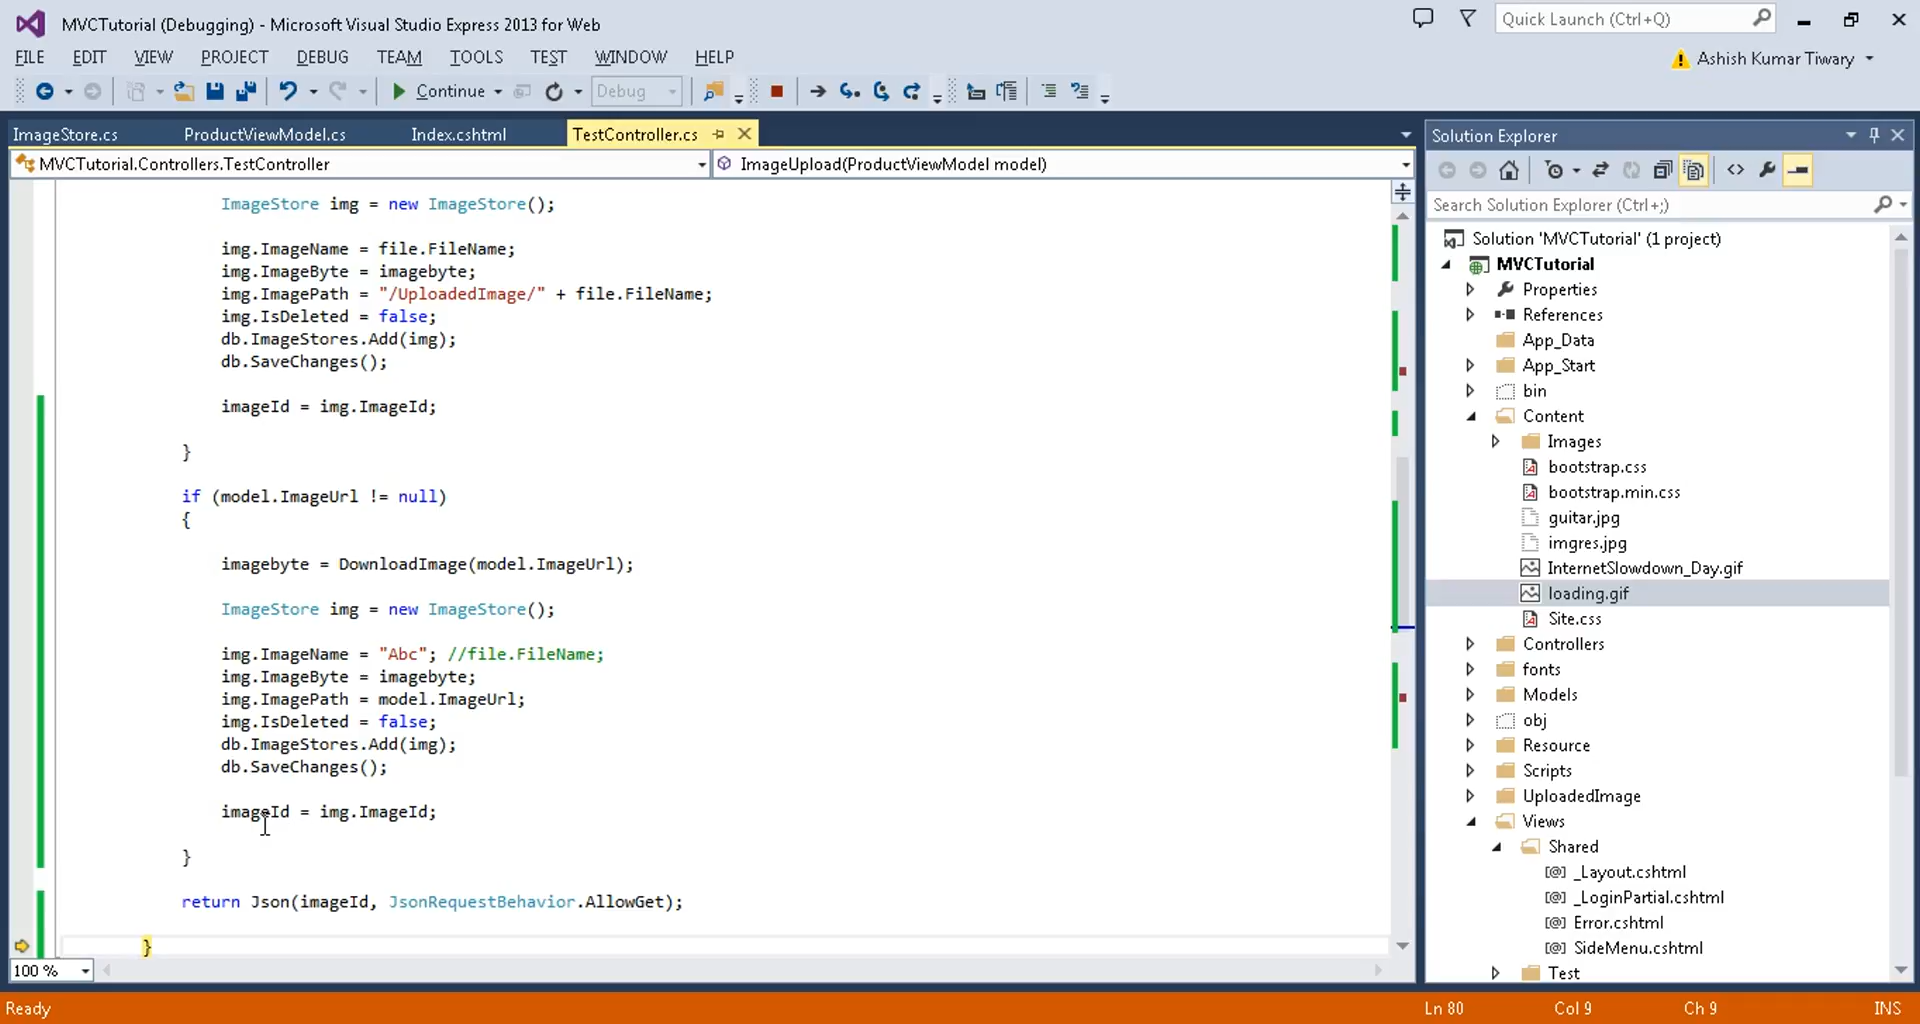 MVCTutorial (Debugging) - Microsoft Visual Studio Express 2013 for Web
Quick Launch (Ctrl+Q)
FILE EDIT VIEW PROJECT DEBUG TEAM TOOLS TEST WINDOW HELP
Ashish Kumar Tiwary
Continue
Debug
ImageStore.cs ProductViewModel.cs Index.cshtml TestController.cs
MVCTutorial.Controllers.TestController
ImageUpload(ProductViewModel model)
ImageStore img = new ImageStore();
img.ImageName = file.FileName;
img.ImageByte = imagebyte;
img.ImagePath = "/UploadedImage/" + file.FileName;
img.IsDeleted = false;
db.ImageStores.Add(img);
db.SaveChanges();
imageId = img.ImageId;
}
if (model.ImageUrl != null)
{
imagebyte = DownloadImage(model.ImageUrl);
ImageStore img = new ImageStore();
img.ImageName = "Abc"; //file.FileName;
img.ImageByte = imagebyte;
img.ImagePath = model.ImageUrl;
img.IsDeleted = false;
db.ImageStores.Add(img);
db.SaveChanges();
imageId = img.ImageId;
}
return Json(imageId, JsonRequestBehavior.AllowGet);
}
100 %
Solution Explorer
Search Solution Explorer (Ctrl+;)
Solution 'MVCTutorial' (1 project)
MVCTutorial
Properties
References
App_Data
App_Start
bin
Content
Images
bootstrap.css
bootstrap.min.css
guitar.jpg
imgres.jpg
InternetSlowdown_Day.gif
loading.gif
Site.css
Controllers
fonts
Models
obj
Resource
Scripts
UploadedImage
Views
Shared
_Layout.cshtml
_LoginPartial.cshtml
Error.cshtml
SideMenu.cshtml
Test
Ready
Ln 80 Col 9 Ch 9 INS